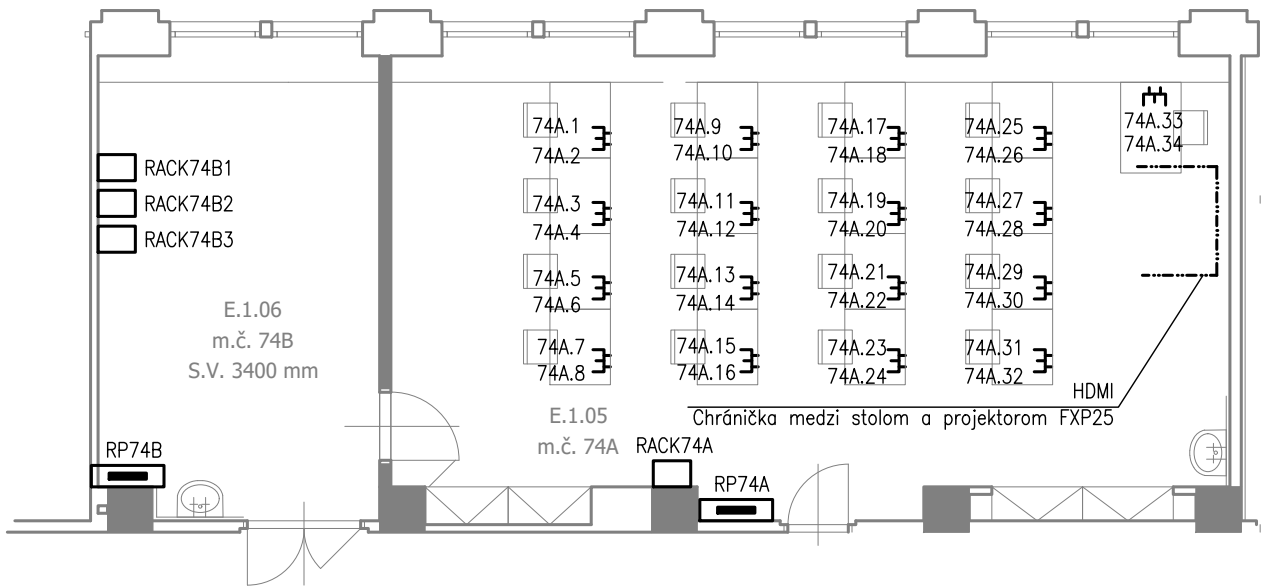 RACK74B1
RACK74B2
RACK74B3
E.1.06
m.č. 74B
S.V. 3400 mm
RP74B
74A.1
74A.2
74A.3
74A.4
74A.5
74A.6
74A.7
74A.8
74A.9
74A.10
74A.11
74A.12
74A.13
74A.14
74A.15
74A.16
74A.17
74A.18
74A.19
74A.20
74A.21
74A.22
74A.23
74A.24
74A.25
74A.26
74A.27
74A.28
74A.29
74A.30
74A.31
74A.32
74A.33
74A.34
HDMI
Chránička medzi stolom a projektorom FXP25
E.1.05
m.č. 74A
RACK74A
RP74A